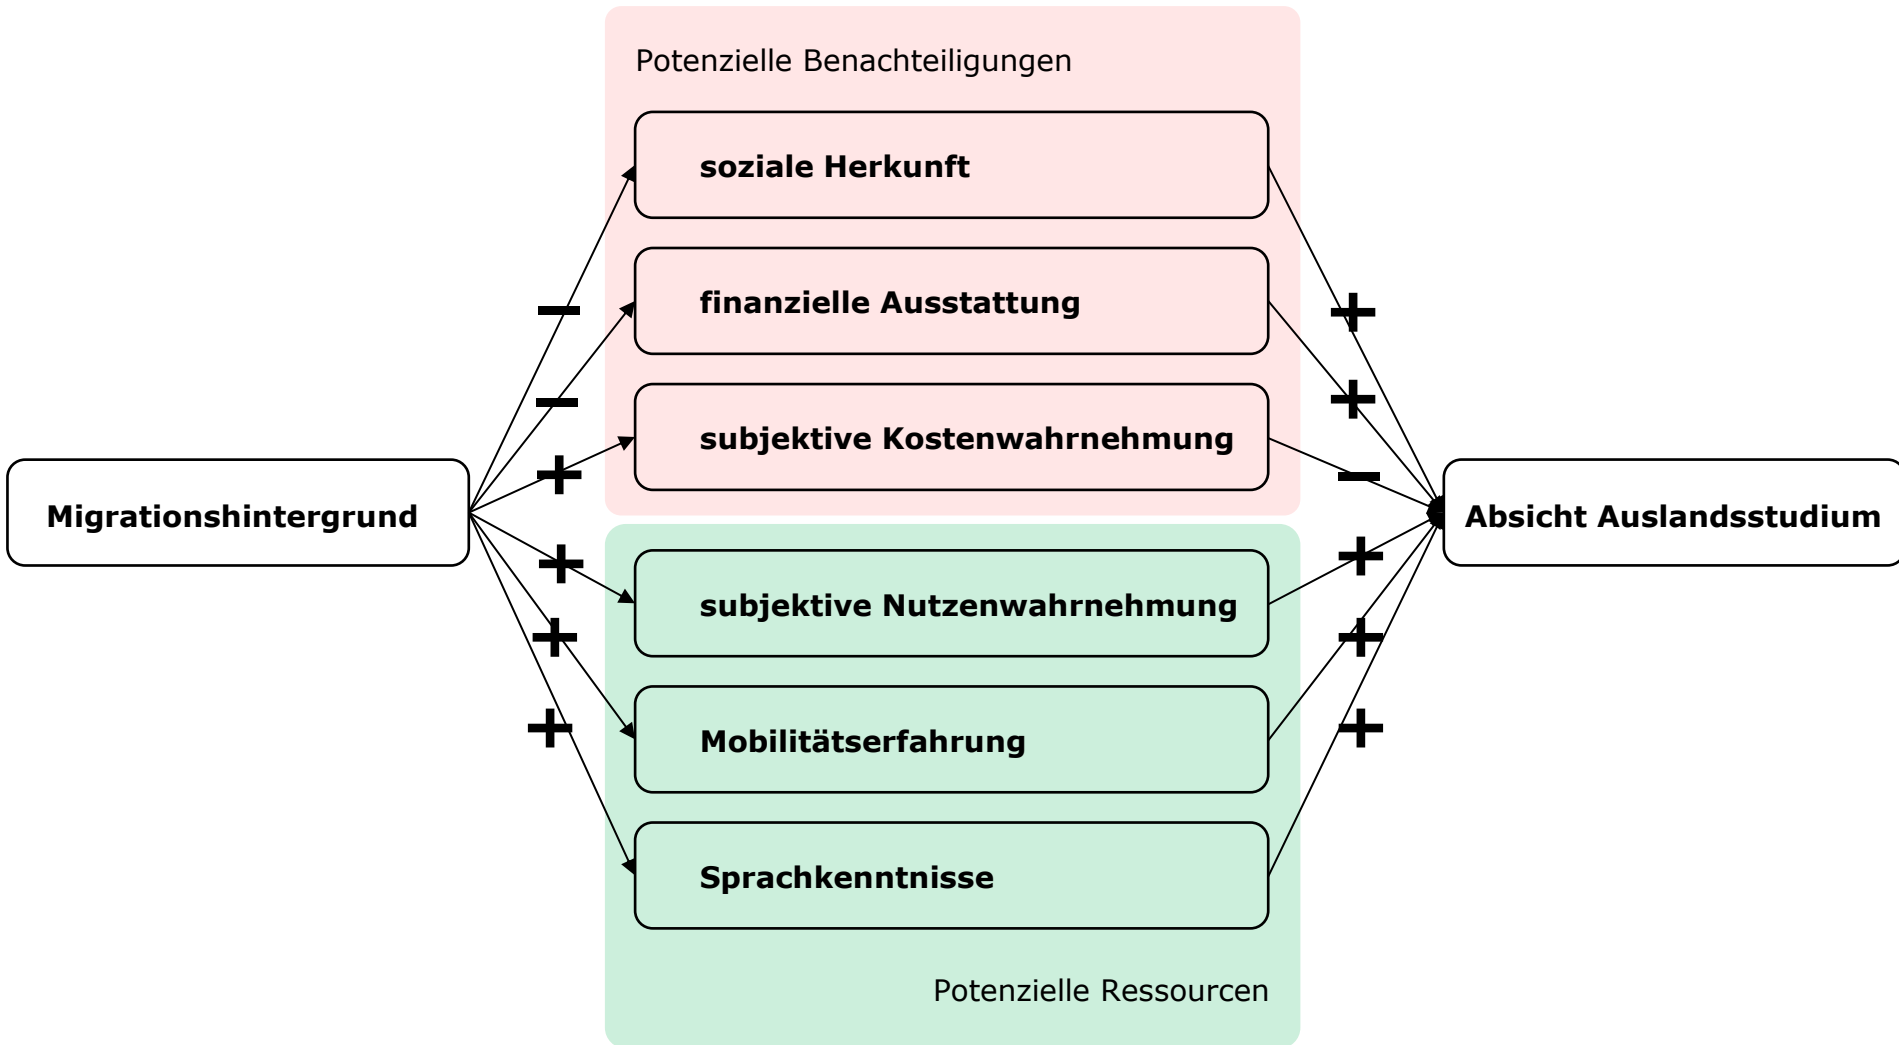 Potenzielle Benachteiligungen
soziale Herkunft
finanzielle Ausstattung
subjektive Kostenwahrnehmung
Migrationshintergrund
Absicht Auslandsstudium
subjektive Nutzenwahrnehmung
Mobilitätserfahrung
Sprachkenntnisse
Potenzielle Ressourcen
−
−
+
+
+
+
+
+
−
+
+
+